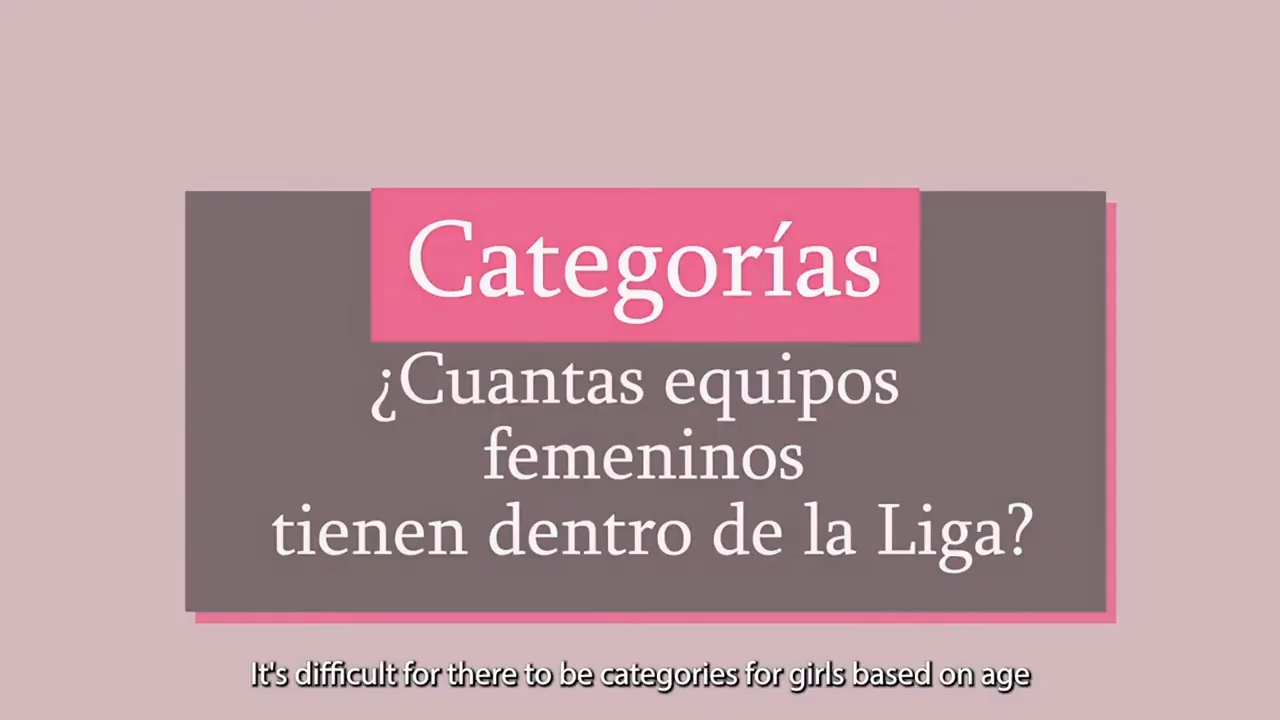 Categorías
¿Cuantas equipos
femeninos
tienen dentro de la Liga?
It's difficult for there to be categories for girls based on age